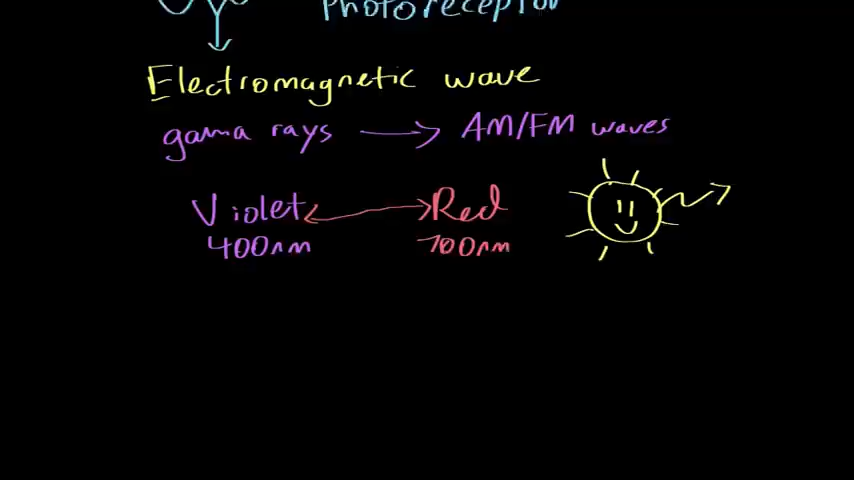 Photoreceptor
Electromagnetic wave
gama rays → AM/FM waves
Violet ↔ Red
400nm 700nm